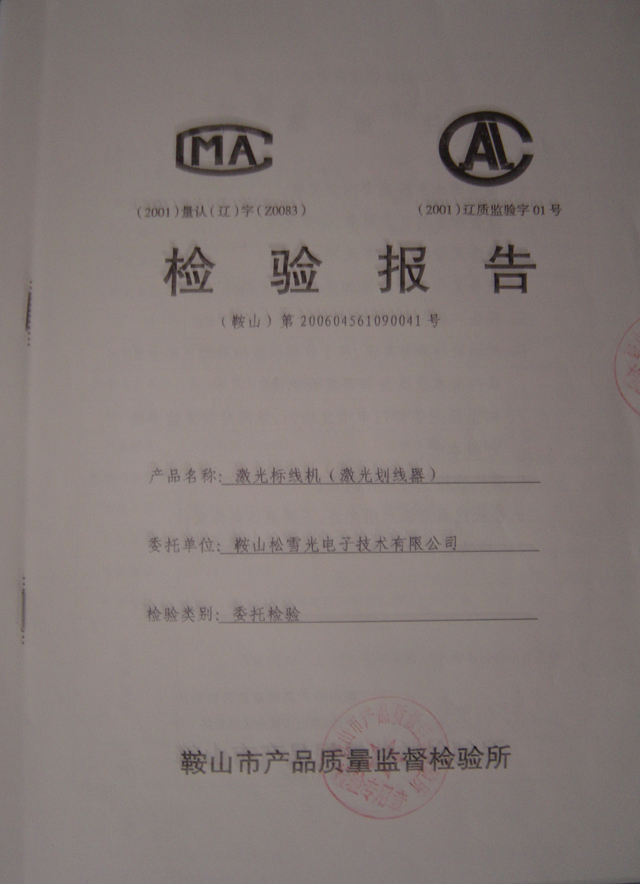 CMA
CAL
(2001)量认(辽)字(Z0083)
(2001)辽质监验字01号
检验报告
(鞍山)第200604561090041号
产品名称:激光标线机(激光划线器)
委托单位:鞍山松雪光电子技术有限公司
检验类别:委托检验
鞍山市产品质量监督检验所